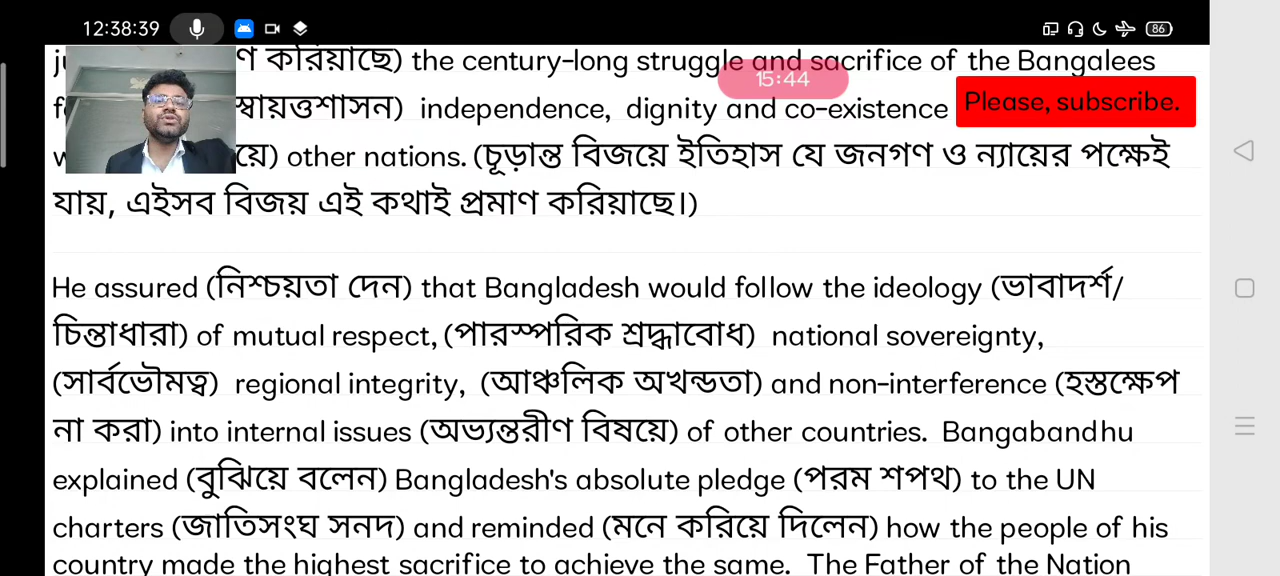 12:38:39
86
15:44
ণ করিয়াছে) the century-long struggle and sacrifice of the Bangalees
স্বায়ত্তশাসন) independence, dignity and co-existence
Please, subscribe.
য়ে) other nations. (চূড়ান্ত বিজয়ে ইতিহাস যে জনগণ ও ন্যায়ের পক্ষেই
যায়, এইসব বিজয় এই কথাই প্রমাণ করিয়াছে।)
He assured (নিশ্চয়তা দেন) that Bangladesh would follow the ideology (ভাবাদর্শ/
চিন্তাধারা) of mutual respect, (পারস্পরিক শ্রদ্ধাবোধ) national sovereignty,
(সার্বভৌমত্ব) regional integrity, (আঞ্চলিক অখন্ডতা) and non-interference (হস্তক্ষেপ
না করা) into internal issues (অভ্যন্তরীণ বিষয়ে) of other countries. Bangabandhu
explained (বুঝিয়ে বলেন) Bangladesh's absolute pledge (পরম শপথ) to the UN
charters (জাতিসংঘ সনদ) and reminded (মনে করিয়ে দিলেন) how the people of his
country made the highest sacrifice to achieve the same. The Father of the Nation